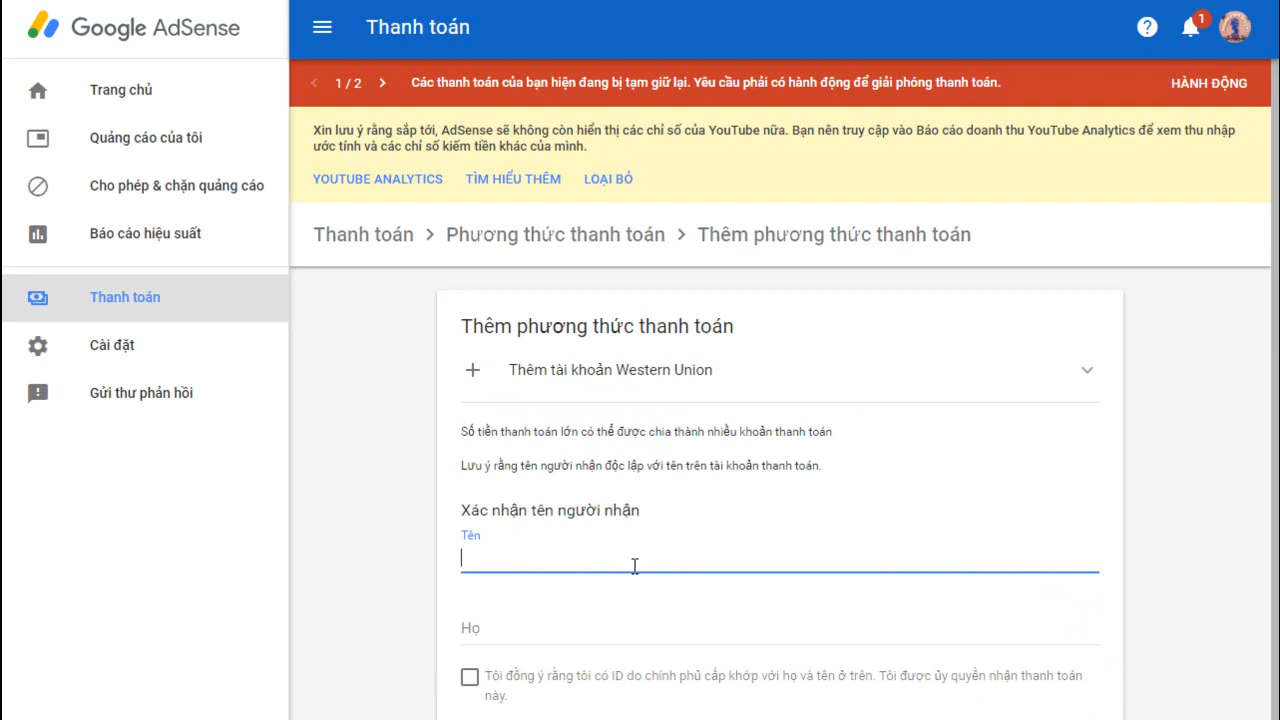 Google AdSense
Thanh toán
1
Trang chủ
Quảng cáo của tôi
Cho phép & chặn quảng cáo
Báo cáo hiệu suất
Thanh toán
Cài đặt
Gửi thư phản hồi
1 / 2
Các thanh toán của bạn hiện đang bị tạm giữ lại. Yêu cầu phải có hành động để giải phóng thanh toán.
HÀNH ĐỘNG
Xin lưu ý rằng sắp tới, AdSense sẽ không còn hiển thị các chỉ số của YouTube nữa. Bạn nên truy cập vào Báo cáo doanh thu YouTube Analytics để xem thu nhập
ước tính và các chỉ số kiếm tiền khác của mình.
YOUTUBE ANALYTICS TÌM HIỂU THÊM LOẠI BỎ
Thanh toán > Phương thức thanh toán > Thêm phương thức thanh toán
Thêm phương thức thanh toán
Thêm tài khoản Western Union
Số tiền thanh toán lớn có thể được chia thành nhiều khoản thanh toán
Lưu ý rằng tên người nhận độc lập với tên trên tài khoản thanh toán.
Xác nhận tên người nhận
Tên
Họ
Tôi đồng ý rằng tôi có ID do chính phủ cấp khớp với họ và tên ở trên. Tôi được ủy quyền nhận thanh toán
này.